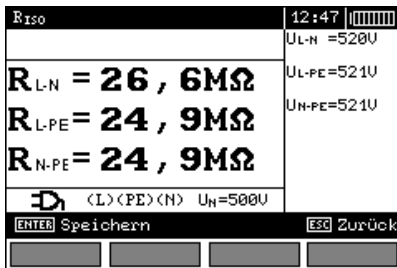 RISO 12:47
UL-N =520V
UL-PE=521V
UN-PE=521V
RL-N = 26,6MΩ
RL-PE= 24,9MΩ
RN-PE= 24,9MΩ
(L)(PE)(N) UN=500V
ENTER Speichern ESC Zurück